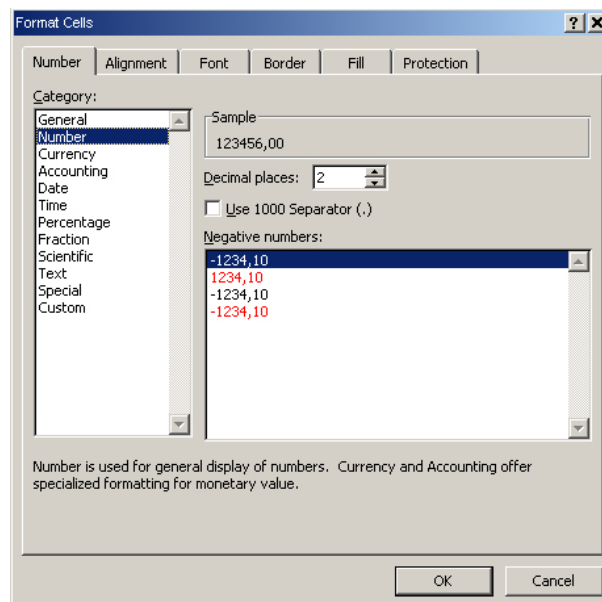 Format Cells
Number Alignment Font Border Fill Protection
Category:
General
Number
Currency
Accounting
Date
Time
Percentage
Fraction
Scientific
Text
Special
Custom
Sample
123456,00
Decimal places: 2
Use 1000 Separator (.)
Negative numbers:
-1234,10
1234,10
-1234,10
-1234,10
Number is used for general display of numbers. Currency and Accounting offer
specialized formatting for monetary value.
OK Cancel